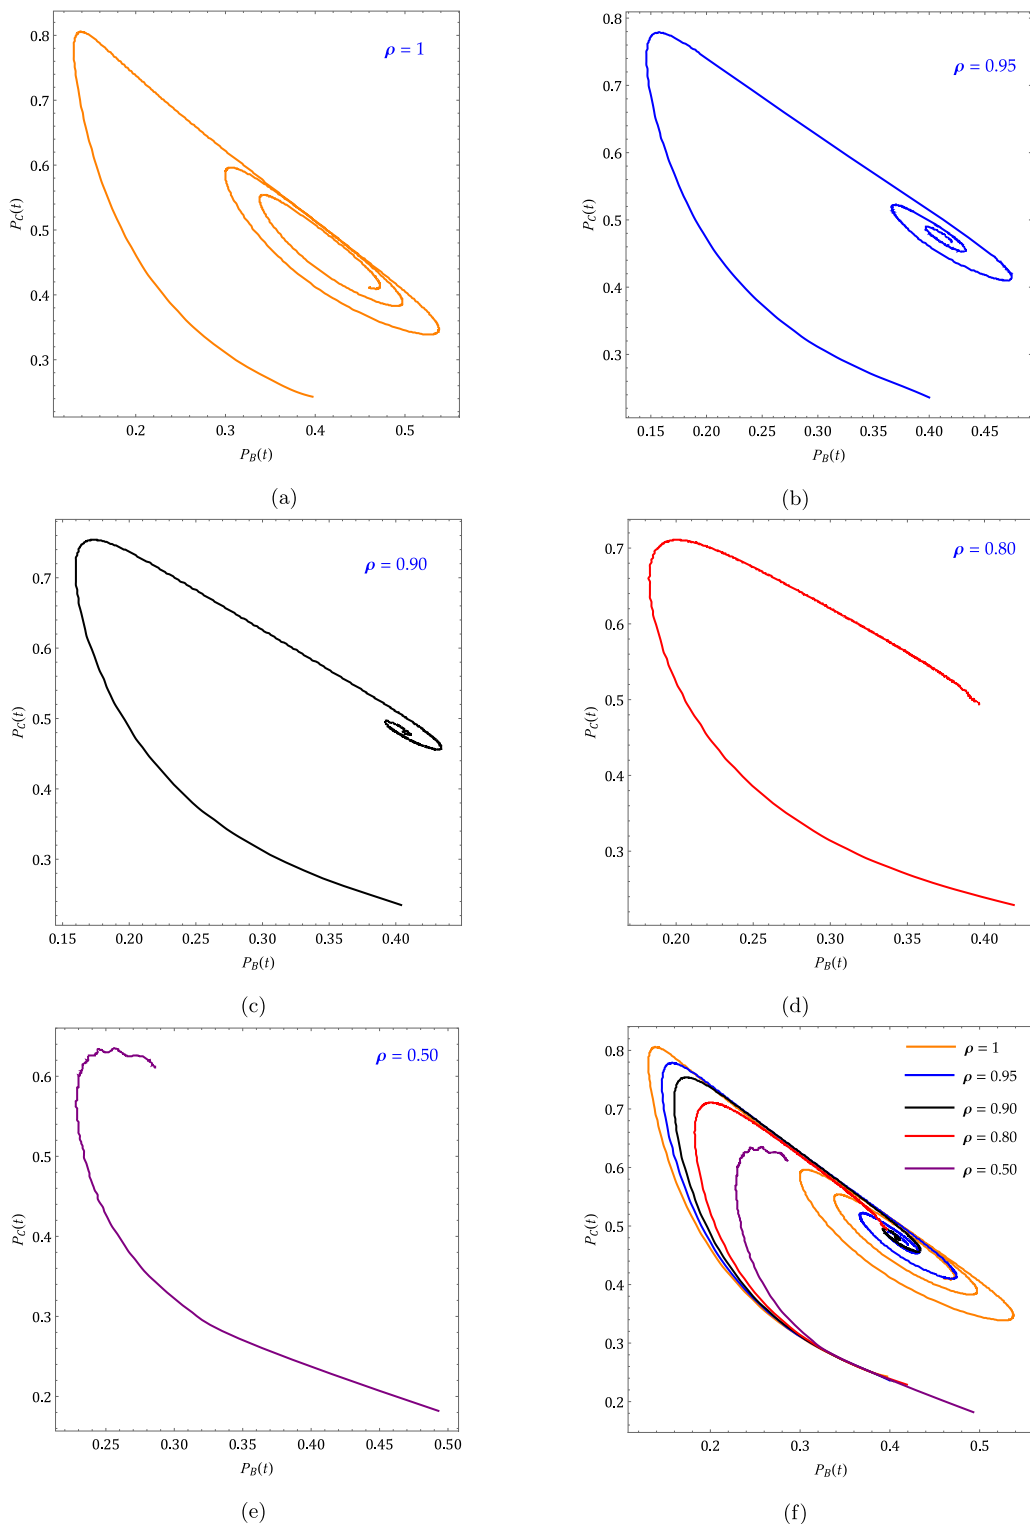 ρ = 1
P_C(t)
0.8
0.7
0.6
0.5
0.4
0.3
0.2 0.3 0.4 0.5
P_B(t)
(a)
ρ = 0.95
P_C(t)
0.8
0.7
0.6
0.5
0.4
0.3
0.15 0.20 0.25 0.30 0.35 0.40 0.45
P_B(t)
(b)
ρ = 0.90
P_C(t)
0.7
0.6
0.5
0.4
0.3
0.15 0.20 0.25 0.30 0.35 0.40
P_B(t)
(c)
ρ = 0.80
P_C(t)
0.7
0.6
0.5
0.4
0.3
0.20 0.25 0.30 0.35 0.40
P_B(t)
(d)
ρ = 0.50
P_C(t)
0.6
0.5
0.4
0.3
0.2
0.25 0.30 0.35 0.40 0.45 0.50
P_B(t)
(e)
ρ = 1
ρ = 0.95
ρ = 0.90
ρ = 0.80
ρ = 0.50
P_C(t)
0.8
0.7
0.6
0.5
0.4
0.3
0.2
0.2 0.3 0.4 0.5
P_B(t)
(f)